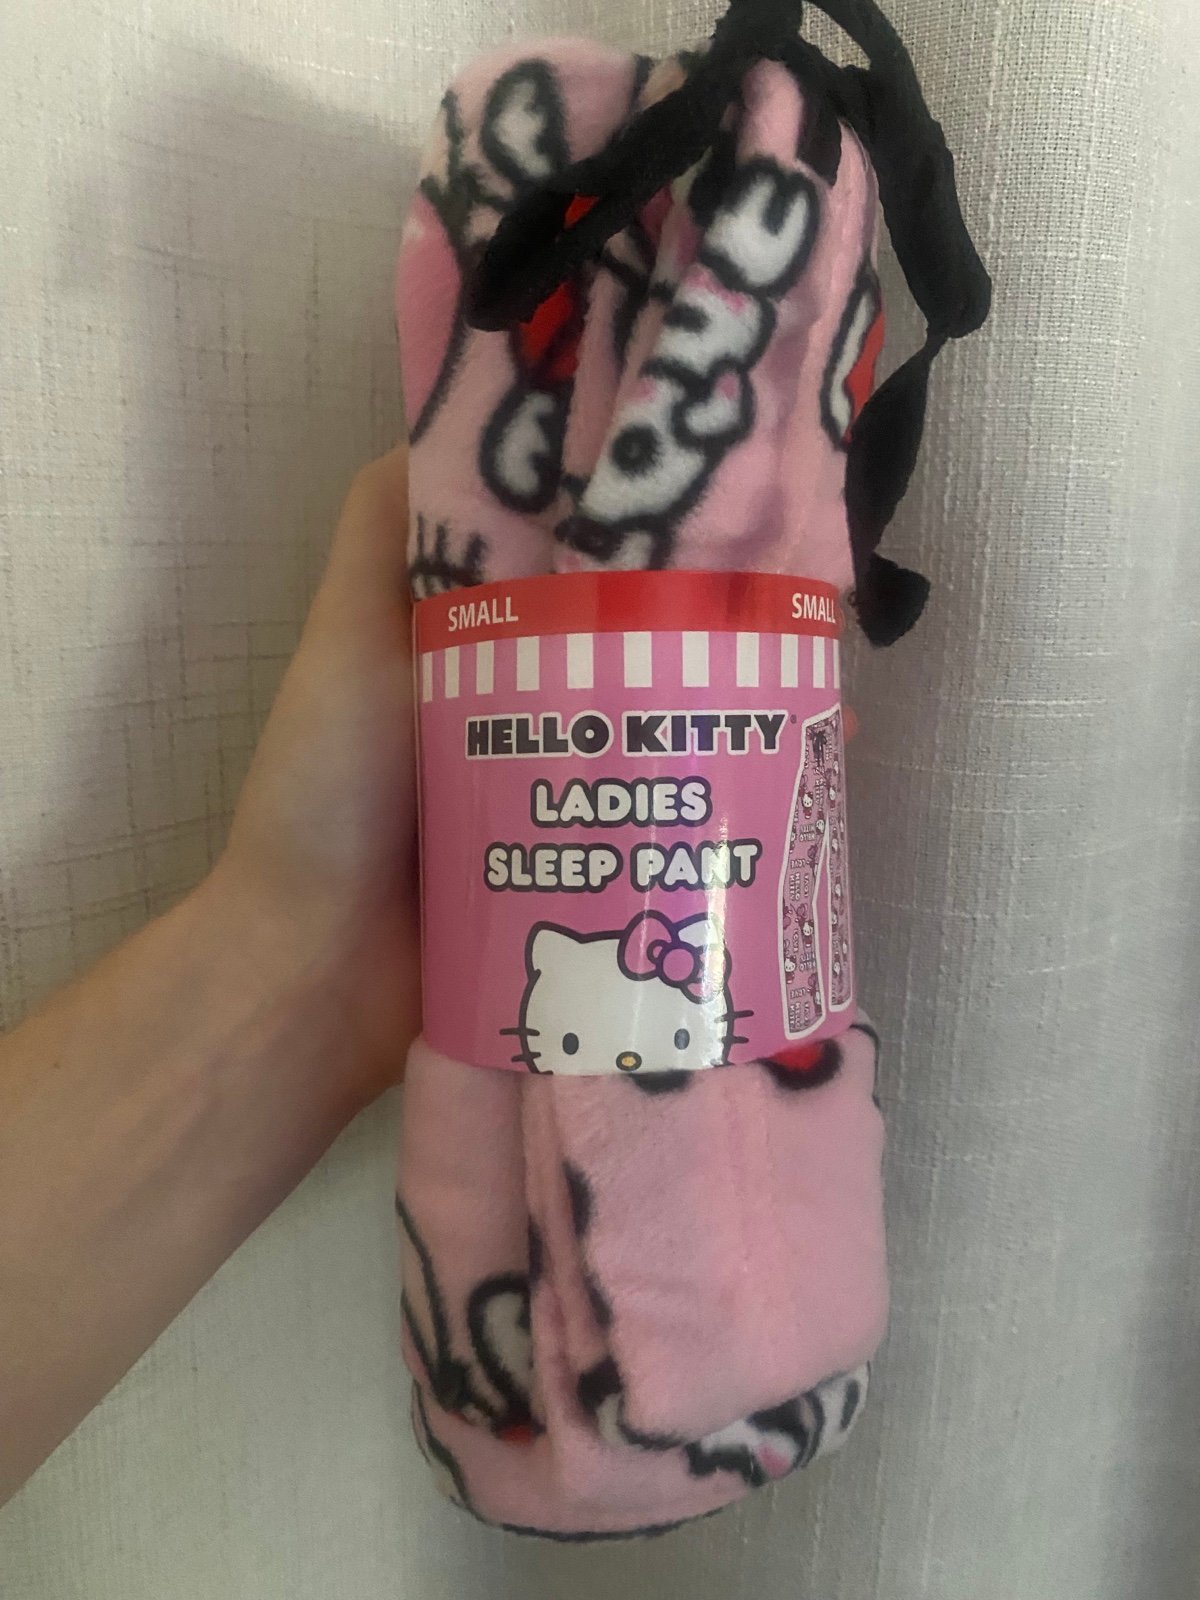 SMALL SMALL
HELLO KITTY®
LADIES
SLEEP PANT